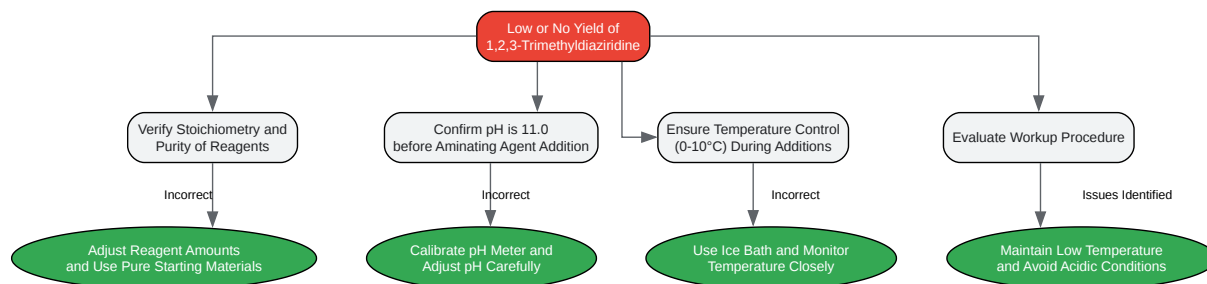 Low or No Yield of
1,2,3-Trimethyldiaziridine
Verify Stoichiometry and
Purity of Reagents
Confirm pH is 11.0
before Aminating Agent Addition
Ensure Temperature Control
(0-10°C) During Additions
Evaluate Workup Procedure
Incorrect
Incorrect
Incorrect
Issues Identified
Adjust Reagent Amounts
and Use Pure Starting Materials
Calibrate pH Meter and
Adjust pH Carefully
Use Ice Bath and Monitor
Temperature Closely
Maintain Low Temperature
and Avoid Acidic Conditions